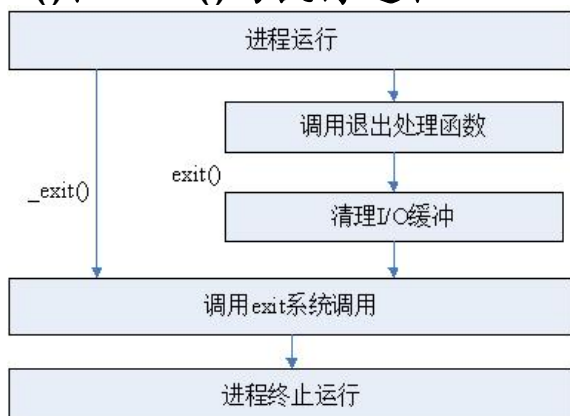 进程运行
调用退出处理函数
_exit()
exit()
清理I/O缓冲
调用exit系统调用
进程终止运行